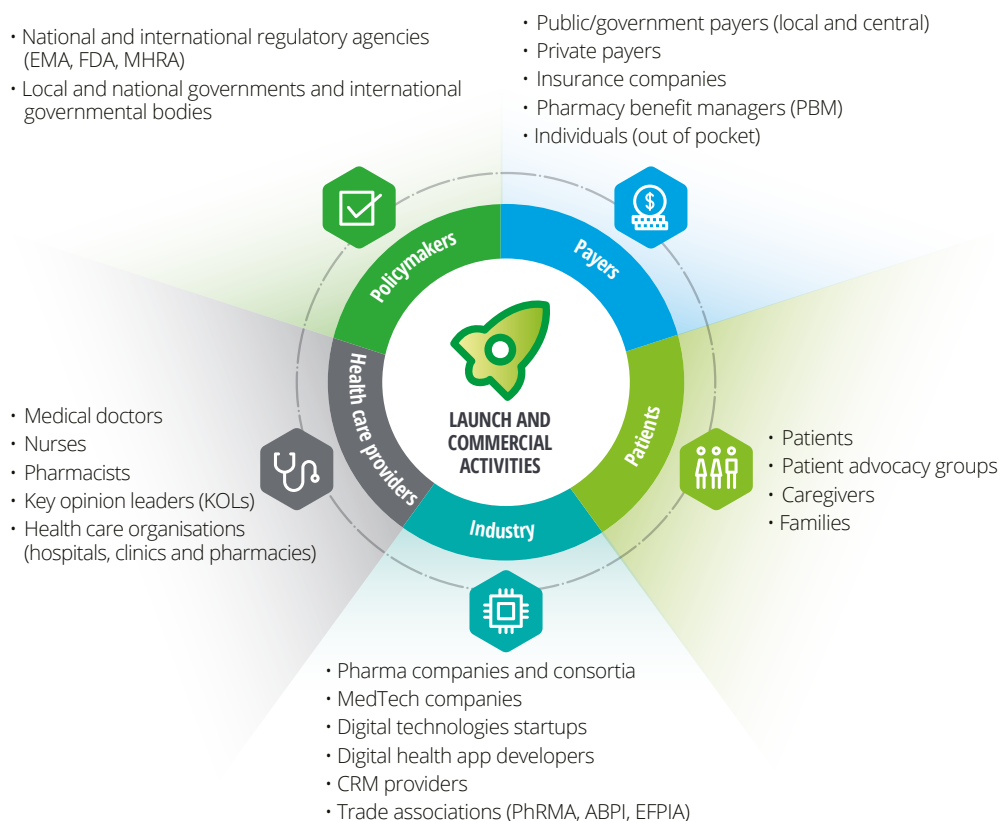 • National and international regulatory agencies
(EMA, FDA, MHRA)
• Local and national governments and international
governmental bodies
• Public/government payers (local and central)
• Private payers
• Insurance companies
• Pharmacy benefit managers (PBM)
• Individuals (out of pocket)
$
Policymakers
Payers
Health care providers
Patients
Industry
LAUNCH AND
COMMERCIAL
ACTIVITIES
• Medical doctors
• Nurses
• Pharmacists
• Key opinion leaders (KOLs)
• Health care organisations
(hospitals, clinics and pharmacies)
• Patients
• Patient advocacy groups
• Caregivers
• Families
• Pharma companies and consortia
• MedTech companies
• Digital technologies startups
• Digital health app developers
• CRM providers
• Trade associations (PhRMA, ABPI, EFPIA)